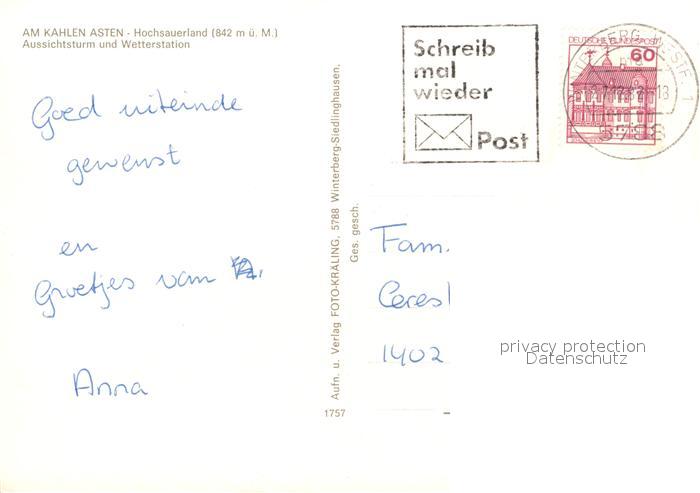 AM KAHLEN ASTEN - Hochsauerland (842 m ü. M.)
Aussichtsturm und Wetterstation
Schreib
mal
wieder
Post
DEUTSCHE BUNDESPOST
60
5788
Goed uiteinde
gewenst
en
Groetjes van
Anna
Aufn. u. Verlag FOTO-KRÄLING, 5788 Winterberg-Siedlinghausen,
Ges. gesch.
1757
Fam.
1402
privacy protection
Datenschutz